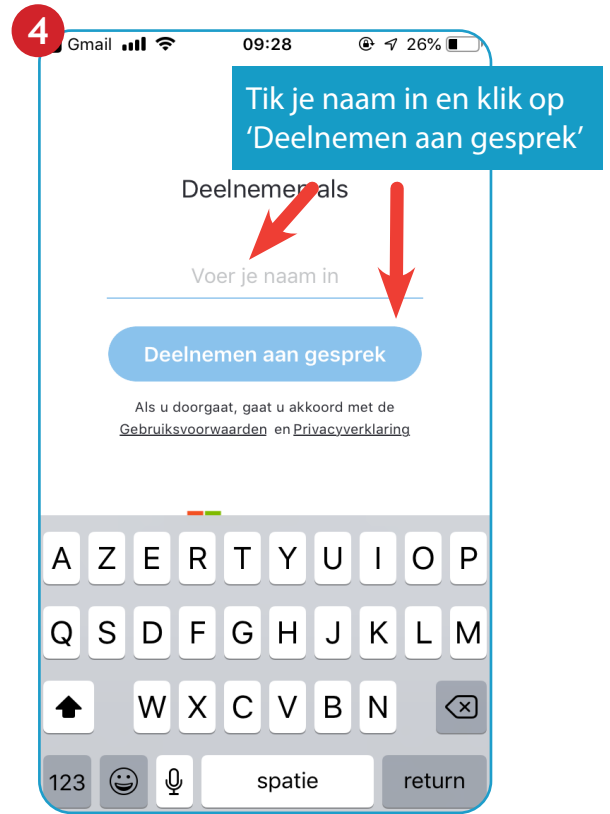 4
Gmail 09:28 26%
Tik je naam in en klik op
‘Deelnemen aan gesprek’
Deelnemen als
Voer je naam in
Deelnemen aan gesprek
Als u doorgaat, gaat u akkoord met de
Gebruiksvoorwaarden en Privacyverklaring
A Z E R T Y U I O P
Q S D F G H J K L M
W X C V B N
123 spatie return